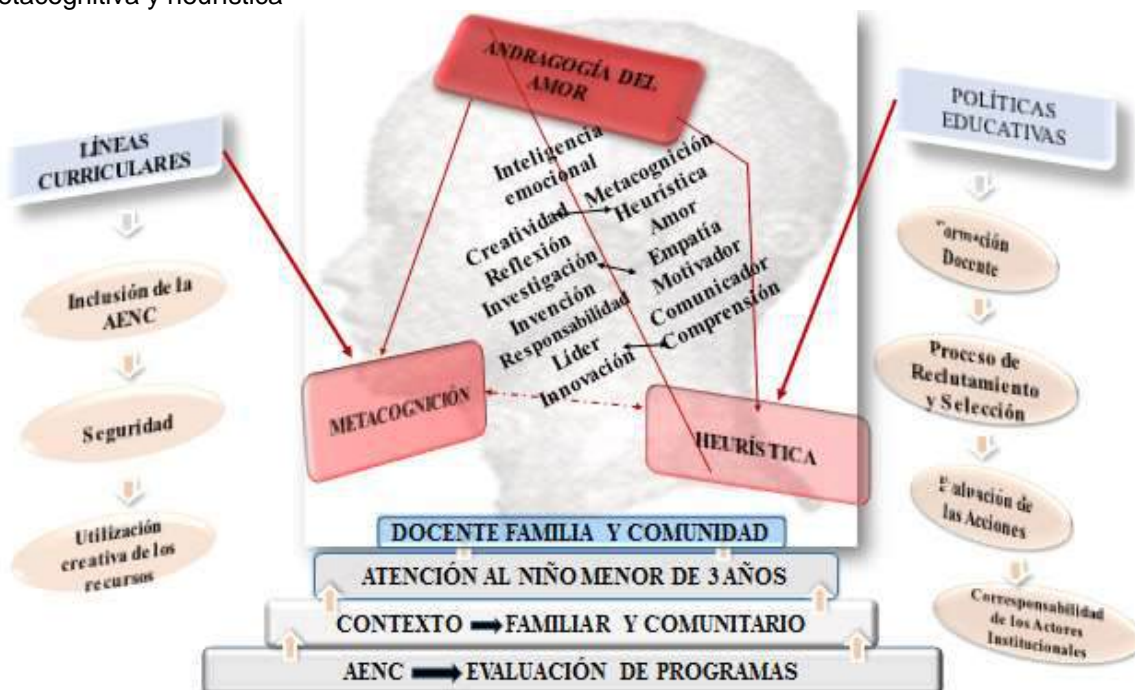 etacognitiva y heurística
ANDRAGOGÍA DEL
AMOR
LÍNEAS
CURRICULARES
Inclusión de la
AENC
Seguridad
Utilización
creativa de los
recursos
Inteligencia
emocional
Creatividad
Reflexión
Investigación
Invención
Responsabilidad
Líder
Innovación
Metacognición
Heurística
Amor
Empatía
Motivador
Comunicador
Comprensión
METACOGNICIÓN
HEURÍSTICA
POLÍTICAS
EDUCATIVAS
Formación
Docente
Proceso de
Reclutamiento
y Selección
Evaluación de
las Acciones
Corresponsabilidad
de los Actores
Institucionales
DOCENTE FAMILIA Y COMUNIDAD
ATENCIÓN AL NIÑO MENOR DE 3 AÑOS
CONTEXTO ➡ FAMILIAR Y COMUNITARIO
AENC ➡ EVALUACIÓN DE PROGRAMAS